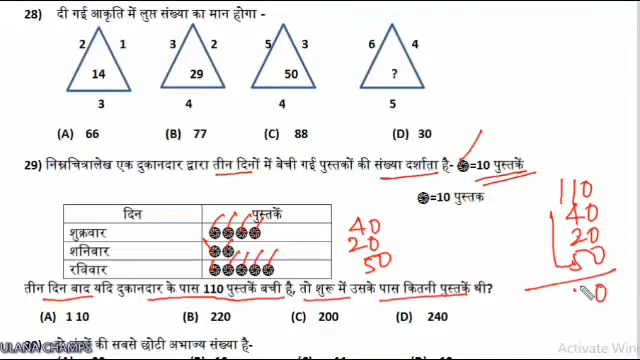 28) दी गई आकृति में लुप्त संख्या का मान होगा -
2 1 3 2 5 3 6 4
14 29 50 ?
3 4 4 5
(A) 66 (B) 77 (C) 88 (D) 30
29) निम्नचित्रालेख एक दुकानदार द्वारा तीन दिनों में बेची गई पुस्तकों की संख्या दर्शाता है- =10 पुस्तकें
=10 पुस्तक
110
दिन पुस्तकें
शुक्रवार 40 40
शनिवार 20 20
रविवार 50 50
0
तीन दिन बाद यदि दुकानदार के पास 110 पुस्तकें बची है, तो शुरू में उसके पास कितनी पुस्तकें थी?
(A) 1 10 (B) 220 (C) 200 (D) 240
की सबसे छोटी अभाज्य संख्या है-
ULANA CHAMPS
Activate Win